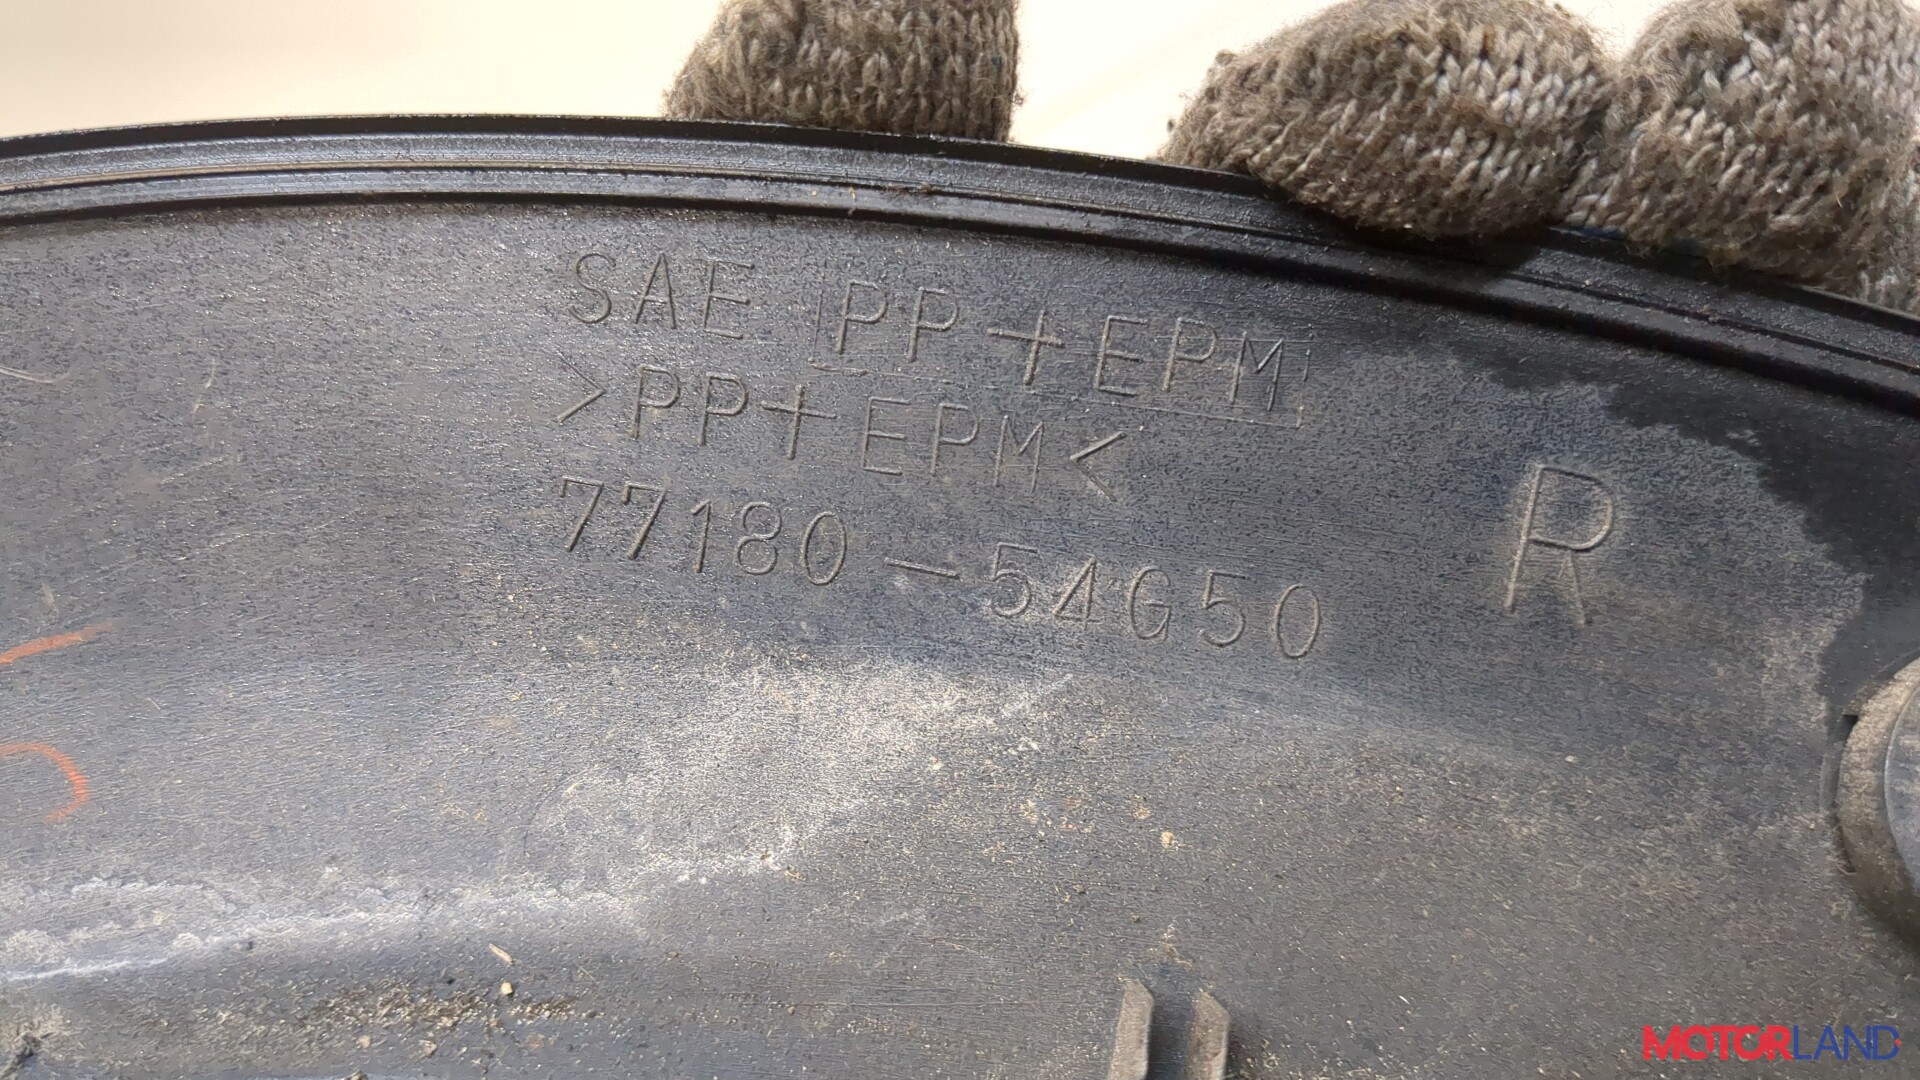 SAE PP+EPM
>PP+EPM<
77180-54G50
R
MOTORLAND